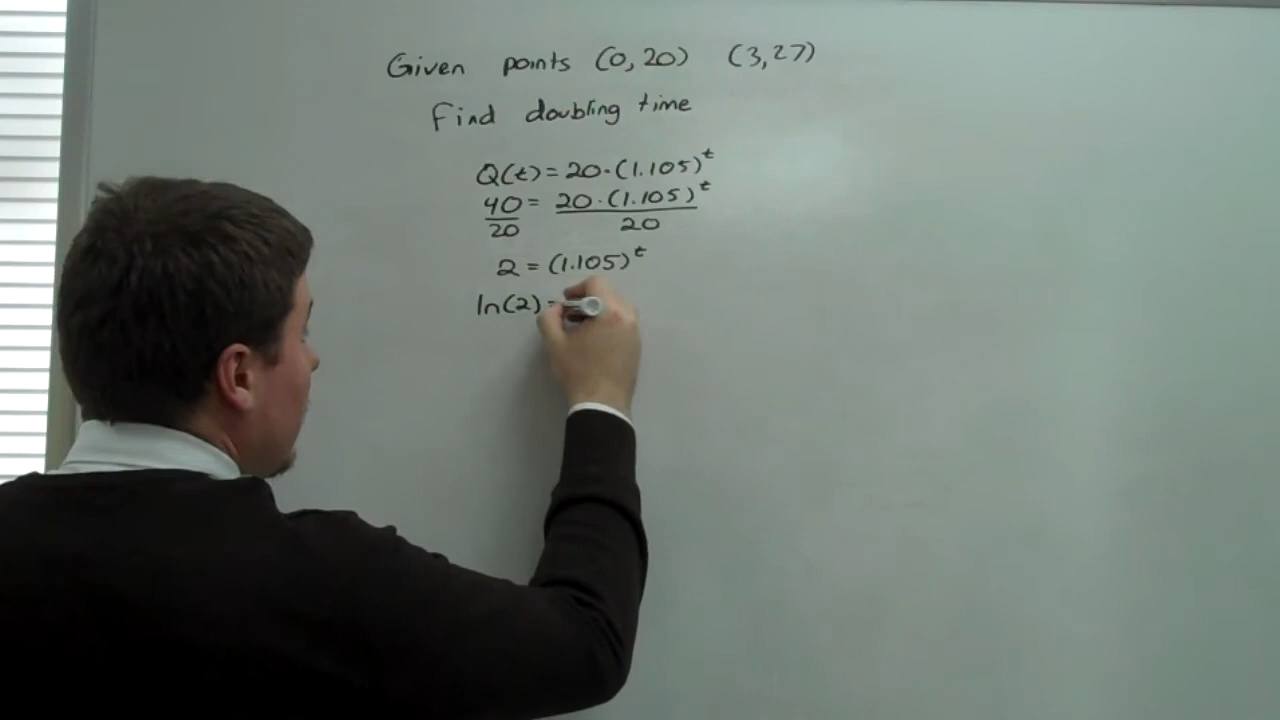 Given points (0,20) (3,27)
Find doubling time
Q(t) = 20·(1.105)^t
40/20 = 20·(1.105)^t/20
2 = (1.105)^t
ln(2) =